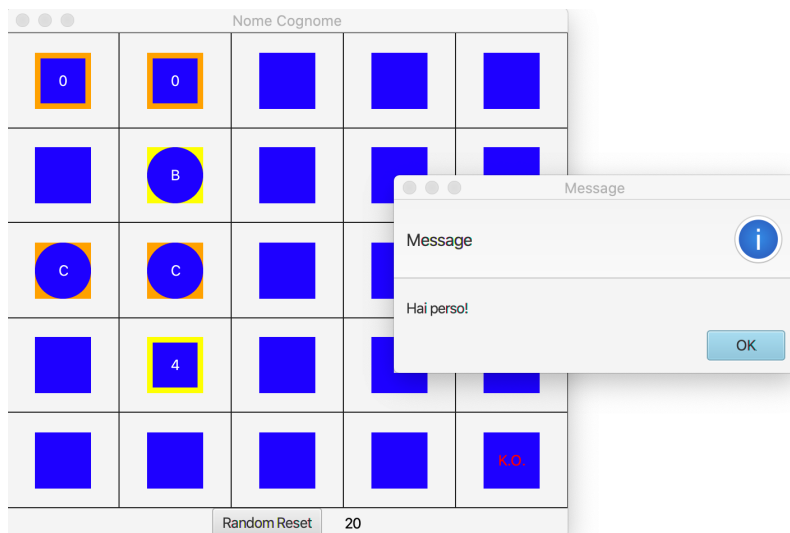 Nome Cognome
0 0
B
Message
Message
C C
Hai perso!
OK
4
K.O.
Random Reset 20